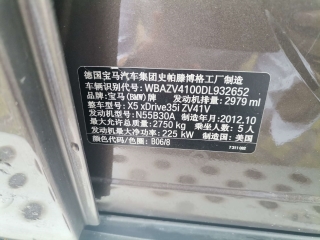 德国宝马汽车集团史帕滕博格工厂制造
车辆识别代号: WBAZV4100DL932652
品牌: 宝马(BMW)牌 发动机排量: 2979 ml
整车型号: X5 xDrive35i ZV41V
发动机型号: N55B30A 制造年月: 2012.10
最大允许总质量: 2750 kg 乘坐人数: 5 人
发动机最大净功率: 225 kW 制造国: 美国
颜色代码/色圈: B06/8